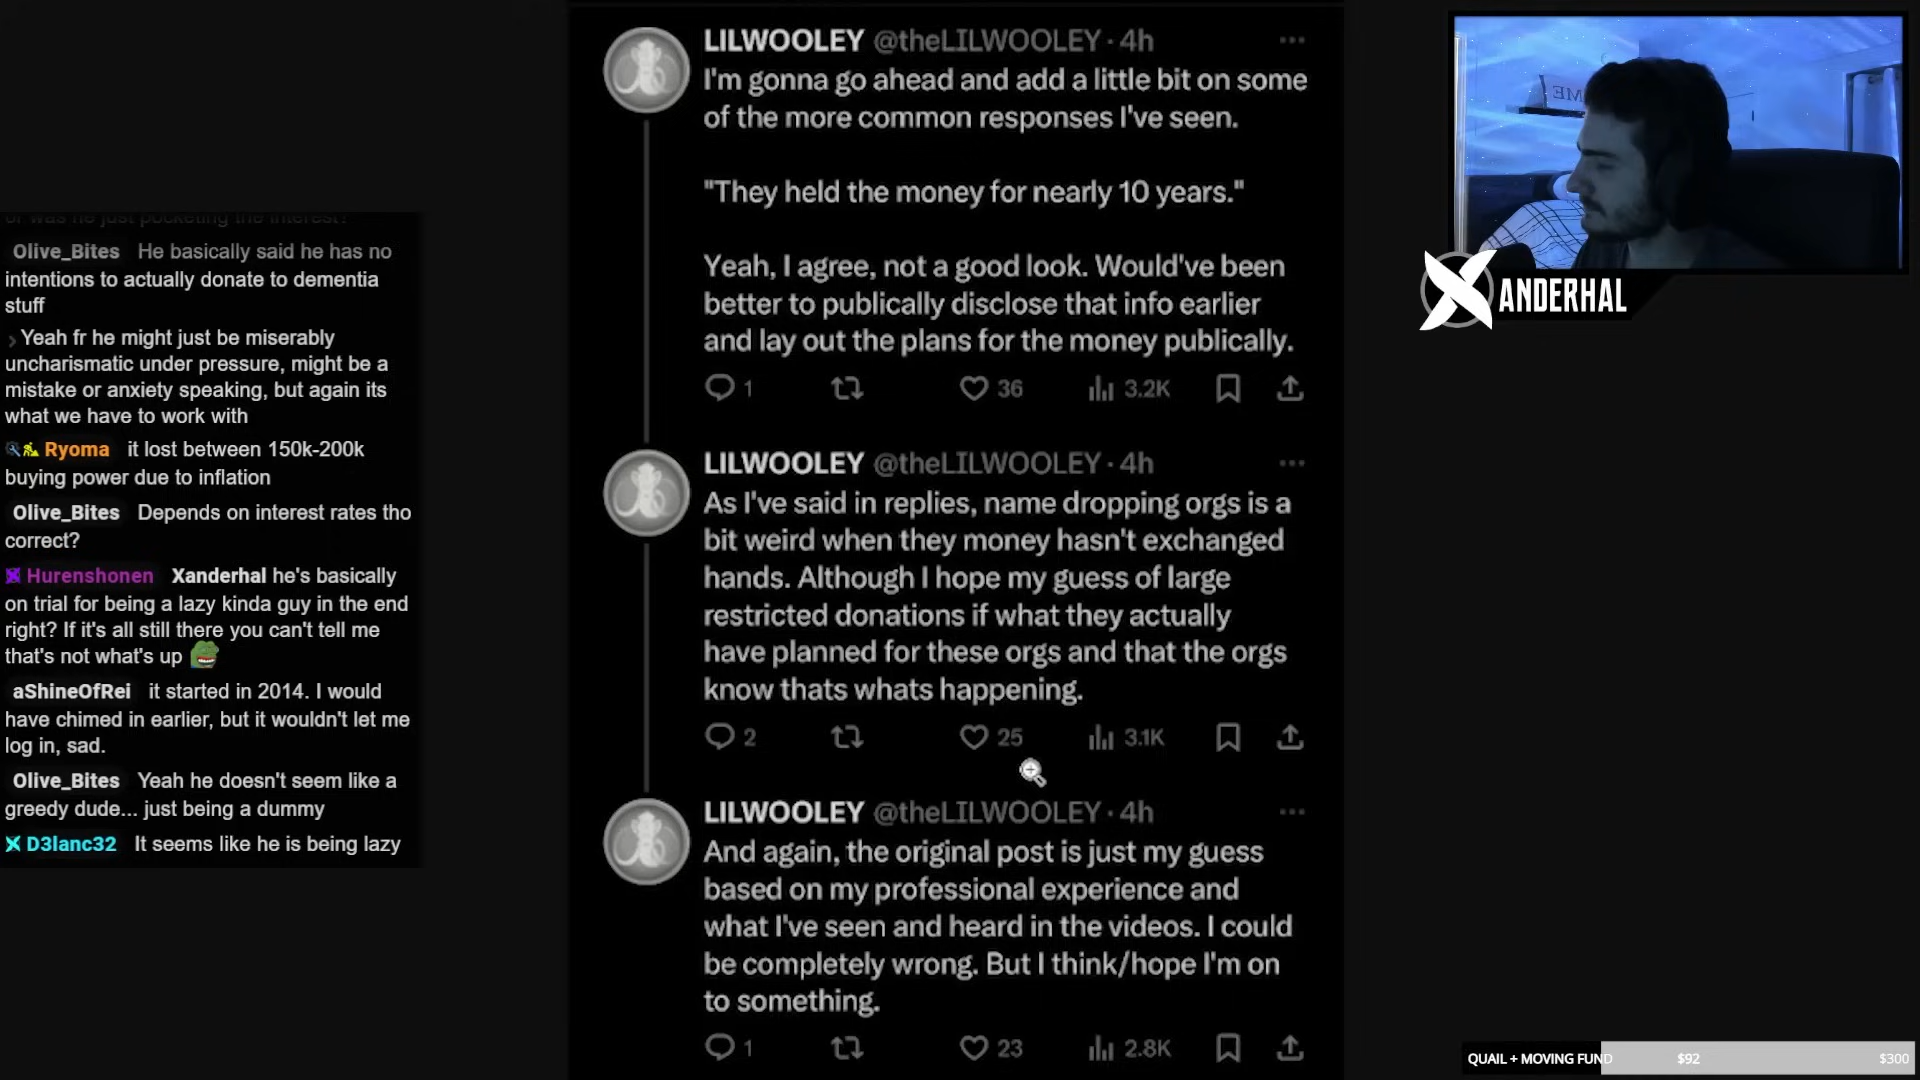 or was he just pocketing the interest?
Olive_Bites He basically said he has no
intentions to actually donate to dementia
stuff
Yeah fr he might just be miserably
uncharismatic under pressure, might be a
mistake or anxiety speaking, but again its
what we have to work with
Ryoma it lost between 150k-200k
buying power due to inflation
Olive_Bites Depends on interest rates tho
correct?
Hurenshonen Xanderhal he's basically
on trial for being a lazy kinda guy in the end
right? If it's all still there you can't tell me
that's not what's up
aShineOfRei it started in 2014. I would
have chimed in earlier, but it wouldn't let me
log in, sad.
Olive_Bites Yeah he doesn't seem like a
greedy dude... just being a dummy
D3lanc32 It seems like he is being lazy
LILWOOLEY @theLILWOOLEY · 4h
I'm gonna go ahead and add a little bit on some
of the more common responses I've seen.
"They held the money for nearly 10 years."
Yeah, I agree, not a good look. Would've been
better to publically disclose that info earlier
and lay out the plans for the money publically.
1 36 3.2K
LILWOOLEY @theLILWOOLEY · 4h
As I've said in replies, name dropping orgs is a
bit weird when they money hasn't exchanged
hands. Although I hope my guess of large
restricted donations if what they actually
have planned for these orgs and that the orgs
know thats whats happening.
2 25 3.1K
LILWOOLEY @theLILWOOLEY · 4h
And again, the original post is just my guess
based on my professional experience and
what I've seen and heard in the videos. I could
be completely wrong. But I think/hope I'm on
to something.
1 23 2.8K
XANDERHAL
QUAIL + MOVING FUND $92 $300